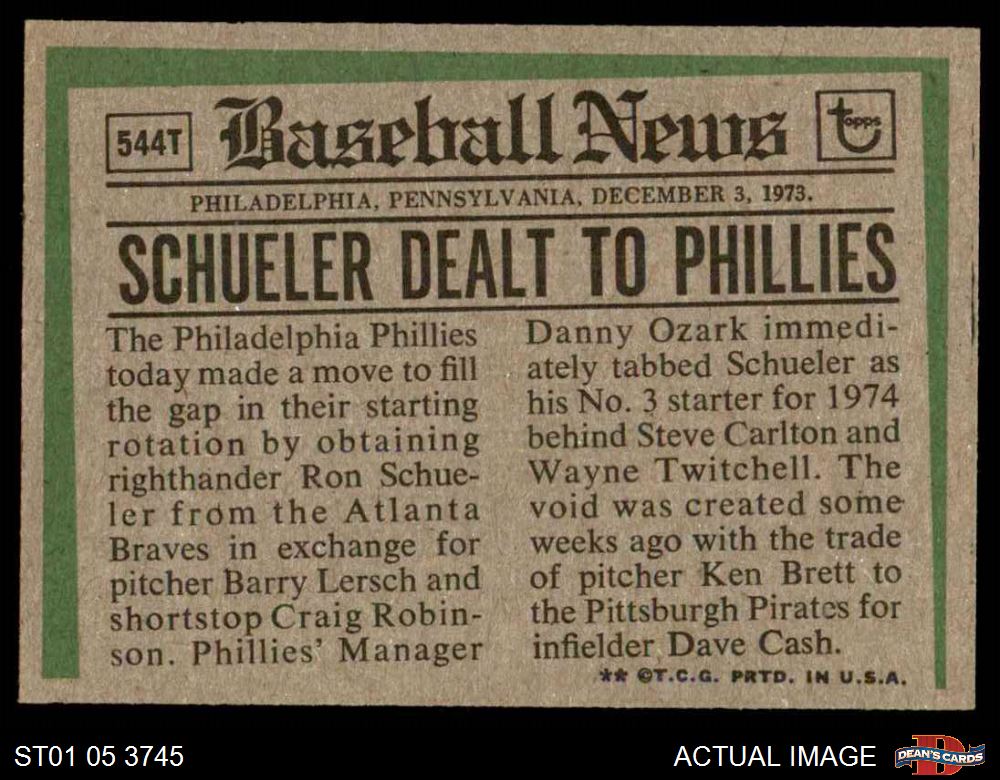 544T
Baseball News
topps
PHILADELPHIA, PENNSYLVANIA, DECEMBER 3, 1973.
SCHUELER DEALT TO PHILLIES
The Philadelphia Phillies
today made a move to fill
the gap in their starting
rotation by obtaining
righthander Ron Schue-
ler from the Atlanta
Braves in exchange for
pitcher Barry Lersch and
shortstop Craig Robin-
son. Phillies' Manager
Danny Ozark immedi-
ately tabbed Schueler as
his No. 3 starter for 1974
behind Steve Carlton and
Wayne Twitchell. The
void was created some
weeks ago with the trade
of pitcher Ken Brett to
the Pittsburgh Pirates for
infielder Dave Cash.
** ©T.C.G. PRTD. IN U.S.A.
ST01 05 3745
ACTUAL IMAGE
DEAN'S CARDS